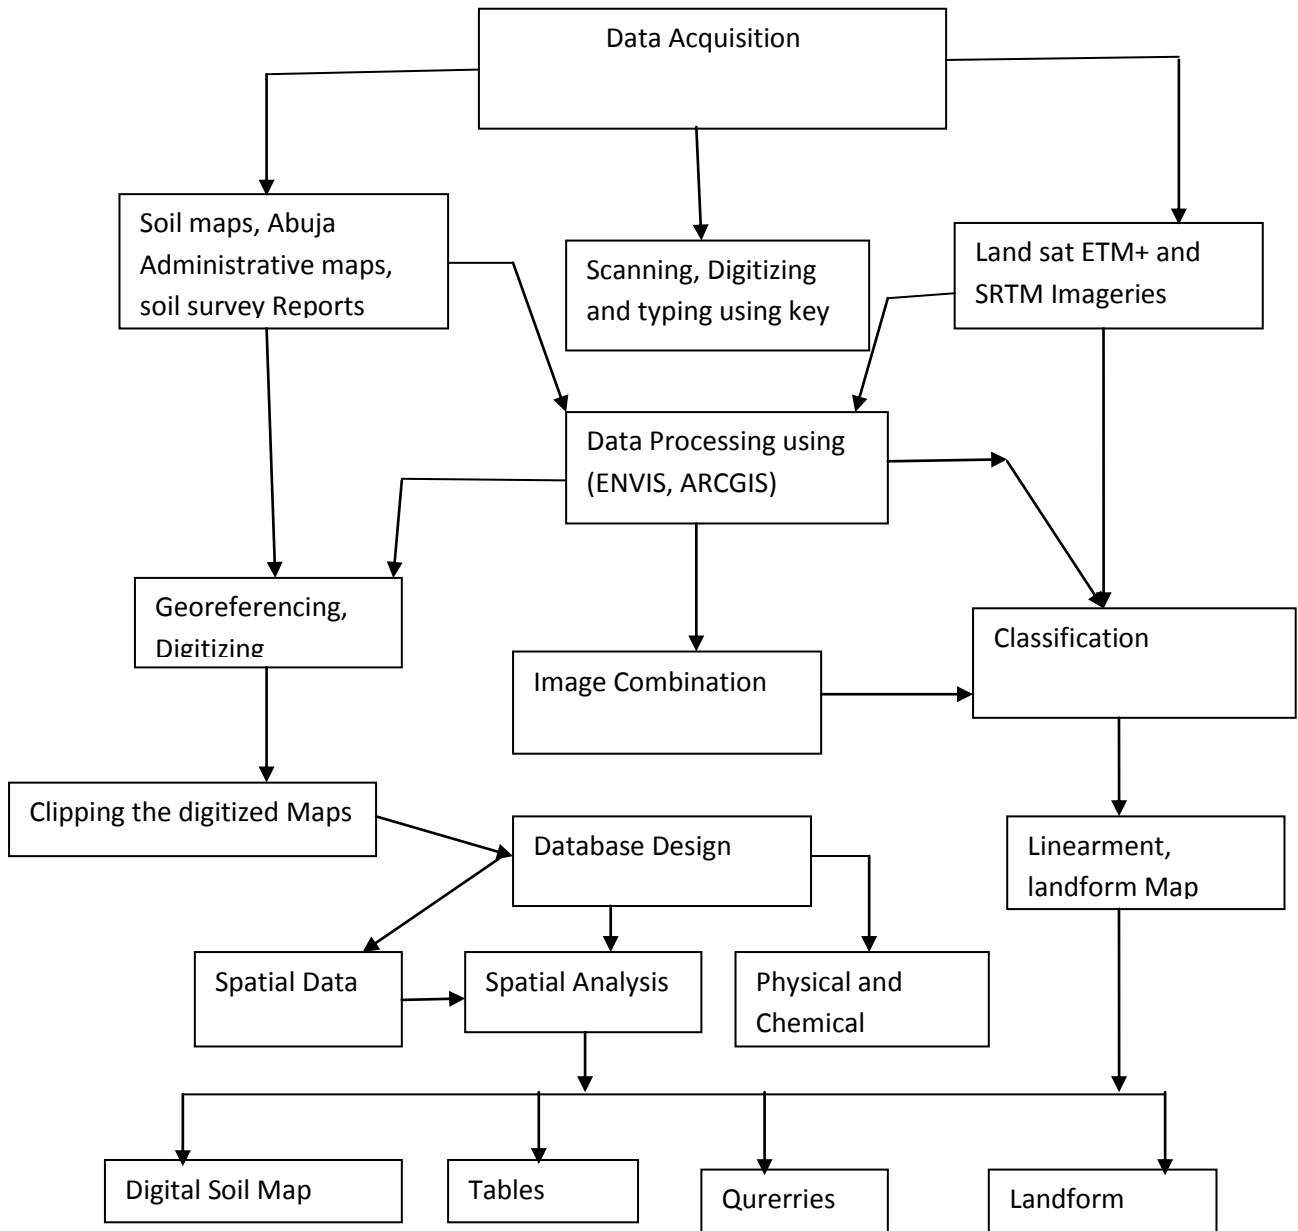 Data Acquisition
Soil maps, Abuja
Administrative maps,
soil survey Reports
Scanning, Digitizing
and typing using key
Land sat ETM+ and
SRTM Imageries
Data Processing using
(ENVIS, ARCGIS)
Georeferencing,
Digitizing
Image Combination
Classification
Clipping the digitized Maps
Database Design
Linearment,
landform Map
Spatial Data
Spatial Analysis
Physical and
Chemical
Digital Soil Map
Tables
Qurerries
Landform